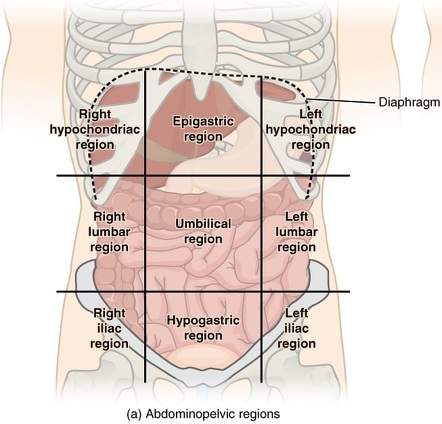 Right
hypochondriac
region
Epigastric
region
Left
hypochondriac
region
Diaphragm
Right
lumbar
region
Umbilical
region
Left
lumbar
region
Right
iliac
region
Hypogastric
region
Left
iliac
region
(a) Abdominopelvic regions